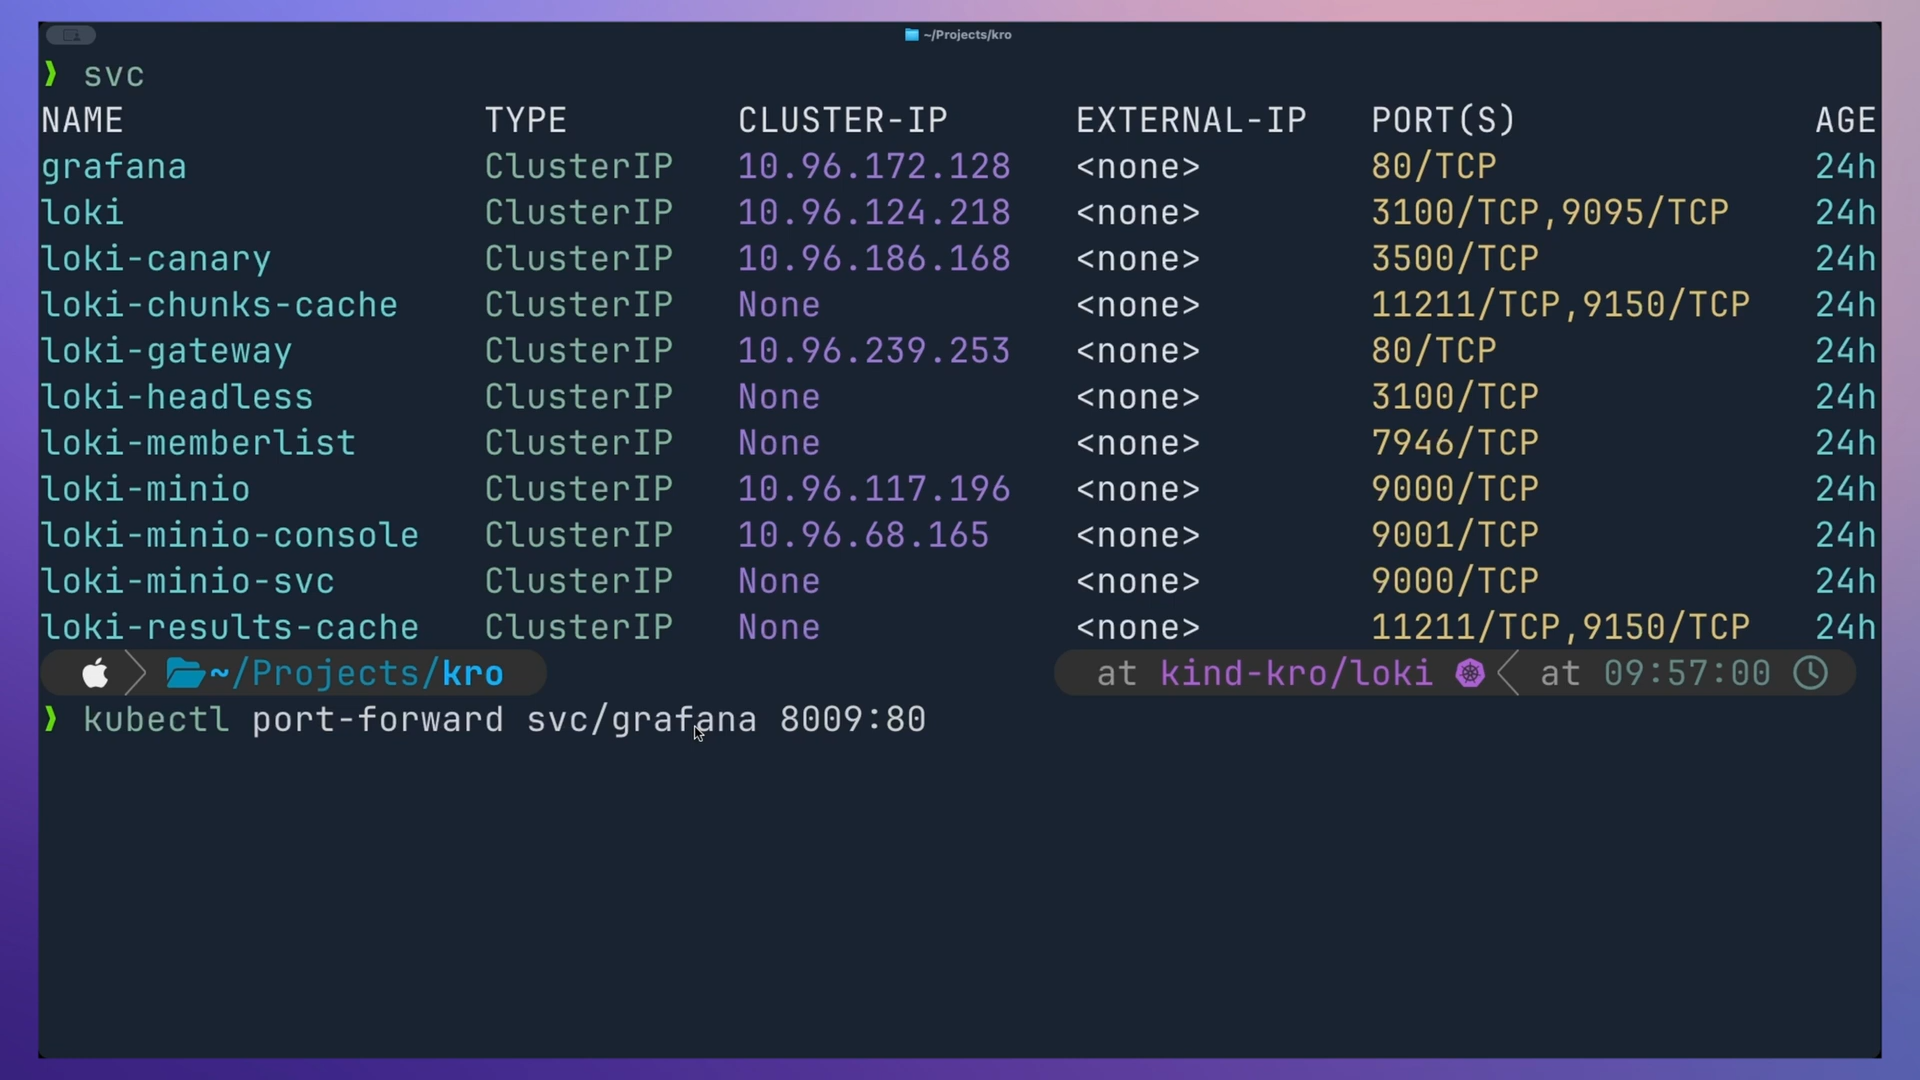 ~/Projects/kro
❯ svc
NAME TYPE CLUSTER-IP EXTERNAL-IP PORT(S) AGE
grafana ClusterIP 10.96.172.128 <none> 80/TCP 24h
loki ClusterIP 10.96.124.218 <none> 3100/TCP,9095/TCP 24h
loki-canary ClusterIP 10.96.186.168 <none> 3500/TCP 24h
loki-chunks-cache ClusterIP None <none> 11211/TCP,9150/TCP 24h
loki-gateway ClusterIP 10.96.239.253 <none> 80/TCP 24h
loki-headless ClusterIP None <none> 3100/TCP 24h
loki-memberlist ClusterIP None <none> 7946/TCP 24h
loki-minio ClusterIP 10.96.117.196 <none> 9000/TCP 24h
loki-minio-console ClusterIP 10.96.68.165 <none> 9001/TCP 24h
loki-minio-svc ClusterIP None <none> 9000/TCP 24h
loki-results-cache ClusterIP None <none> 11211/TCP,9150/TCP 24h
~/Projects/kro at kind-kro/loki at 09:57:00
❯ kubectl port-forward svc/grafana 8009:80